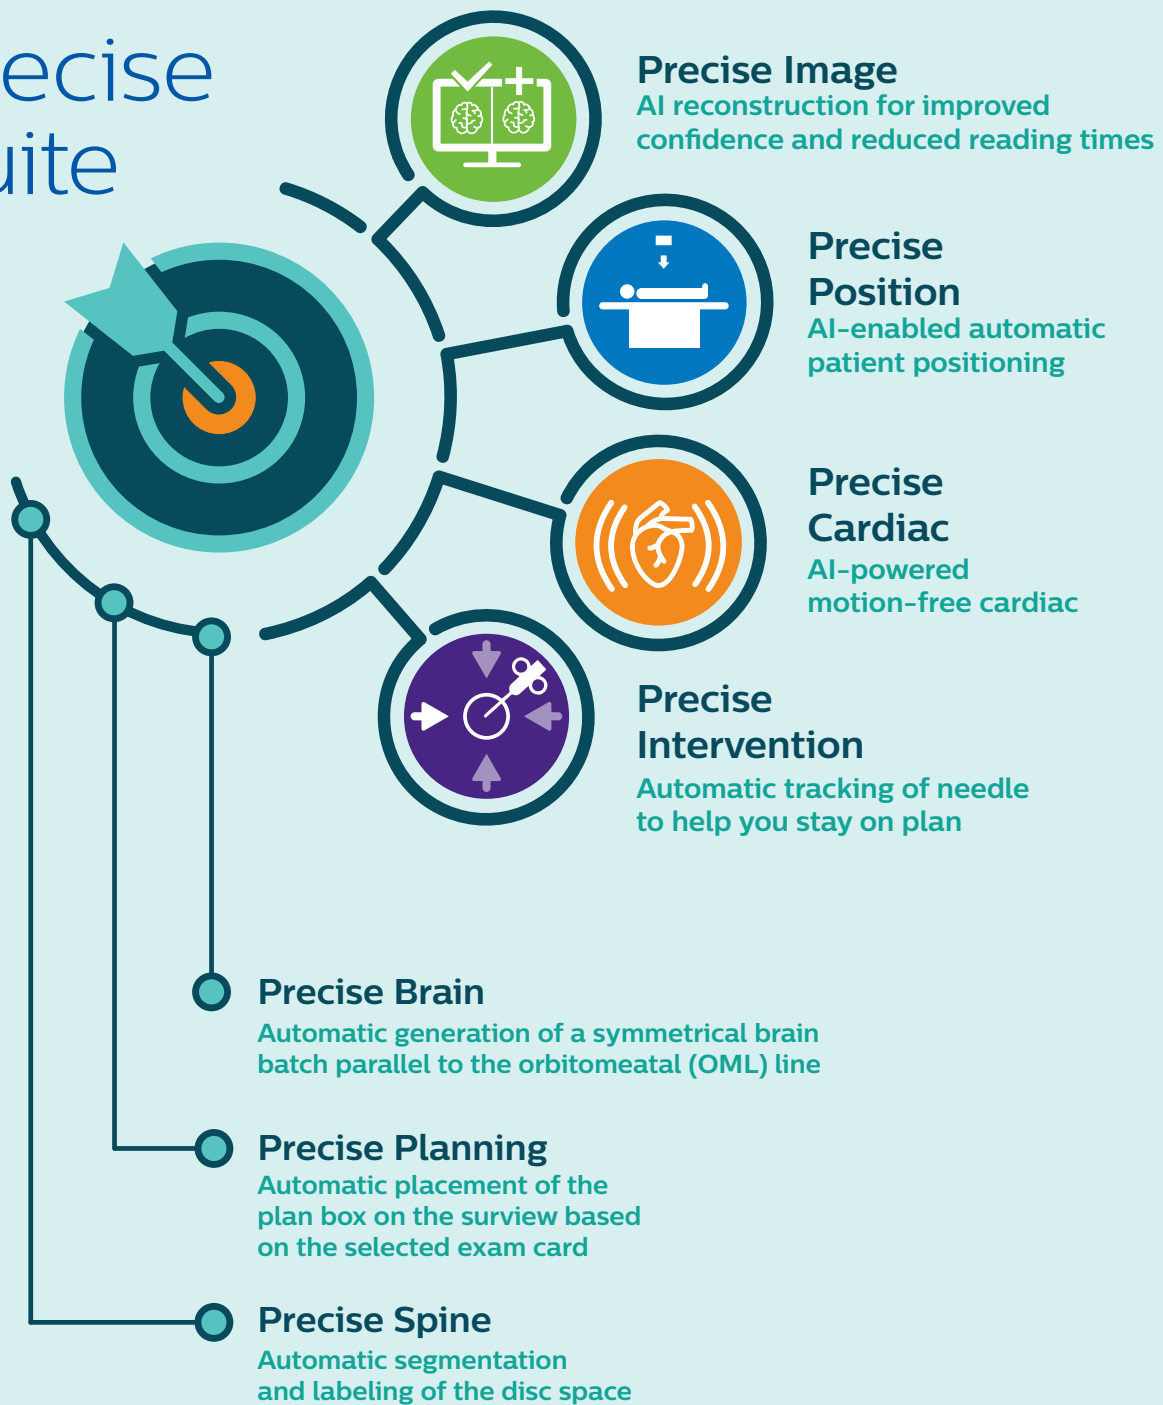 ecise
uite
Precise Image
AI reconstruction for improved
confidence and reduced reading times
Precise
Position
AI-enabled automatic
patient positioning
Precise
Cardiac
AI-powered
motion-free cardiac
Precise
Intervention
Automatic tracking of needle
to help you stay on plan
Precise Brain
Automatic generation of a symmetrical brain
batch parallel to the orbitomeatal (OML) line
Precise Planning
Automatic placement of the
plan box on the surview based
on the selected exam card
Precise Spine
Automatic segmentation
and labeling of the disc space